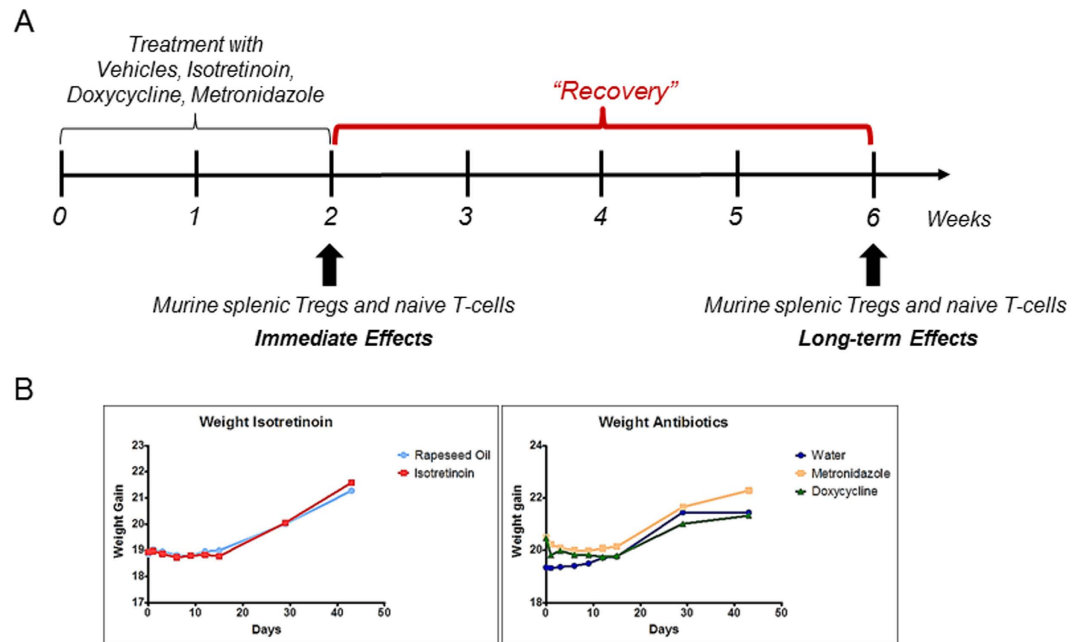 A
Treatment with
Vehicles, Isotretinoin,
Doxycycline, Metronidazole
“Recovery”
0 1 2 3 4 5 6 Weeks
Murine splenic Tregs and naive T-cells
Immediate Effects
Murine splenic Tregs and naive T-cells
Long-term Effects
B
Weight Isotretinoin
Rapeseed Oil
Isotretinoin
Weight Gain
23
22
21
20
19
18
17
0 10 20 30 40 50
Days
Weight Antibiotics
Water
Metronidazole
Doxycycline
Weight gain
24
22
20
18
0 10 20 30 40 50
Days